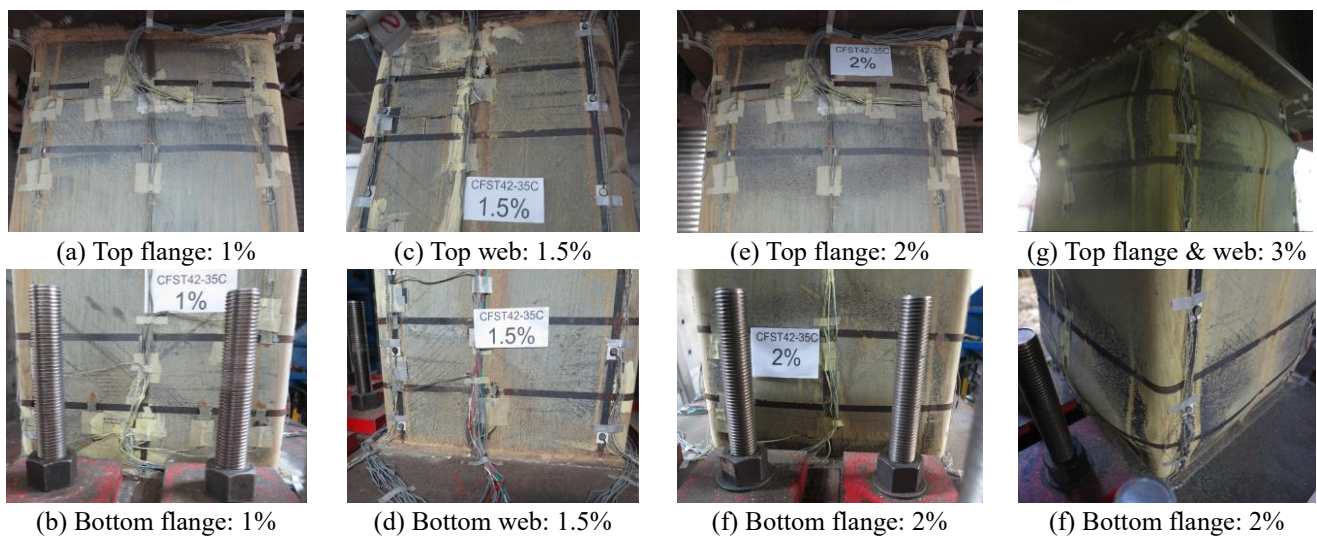 CFST42-35C
2%
CFST42-35C
1.5%
(a) Top flange: 1%
(c) Top web: 1.5%
(e) Top flange: 2%
(g) Top flange & web: 3%
CFST42-35C
1%
CFST42-35C
1.5%
CFST42-35C
2%
(b) Bottom flange: 1%
(d) Bottom web: 1.5%
(f) Bottom flange: 2%
(f) Bottom flange: 2%